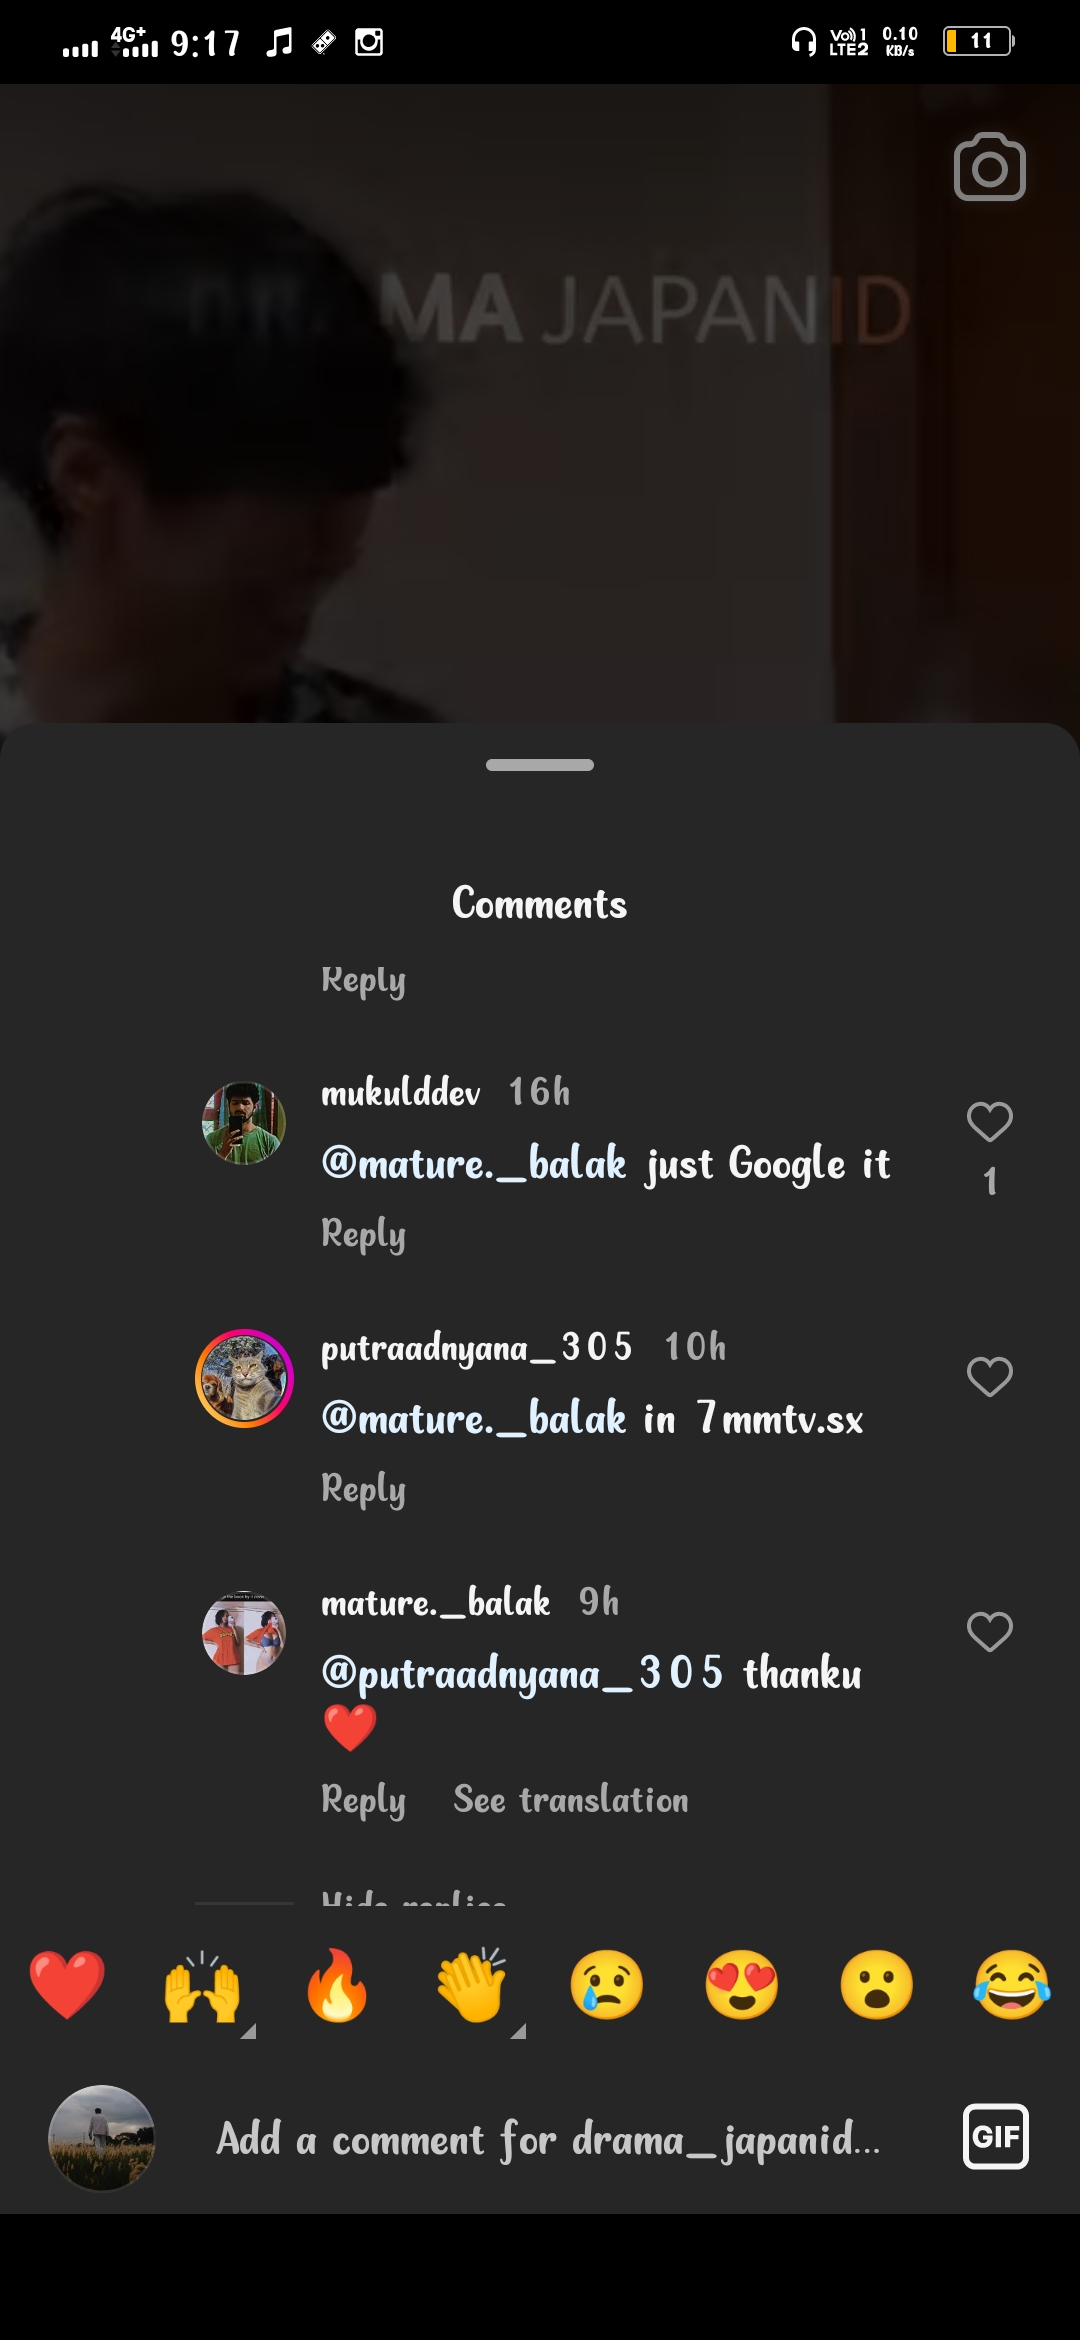 4G+ 9:17 Vo)) 1 LTE2 0.10 KB/s 11
MA JAPANID
Comments
Reply
mukulddev 16h
@mature._balak just Google it
1
Reply
putraadnyana_305 10h
@mature._balak in 7mmtv.sx
Reply
mature._balak 9h
@putraadnyana_305 thanku
❤️
Reply See translation
Hide replies
Add a comment for drama_japanid...
GIF